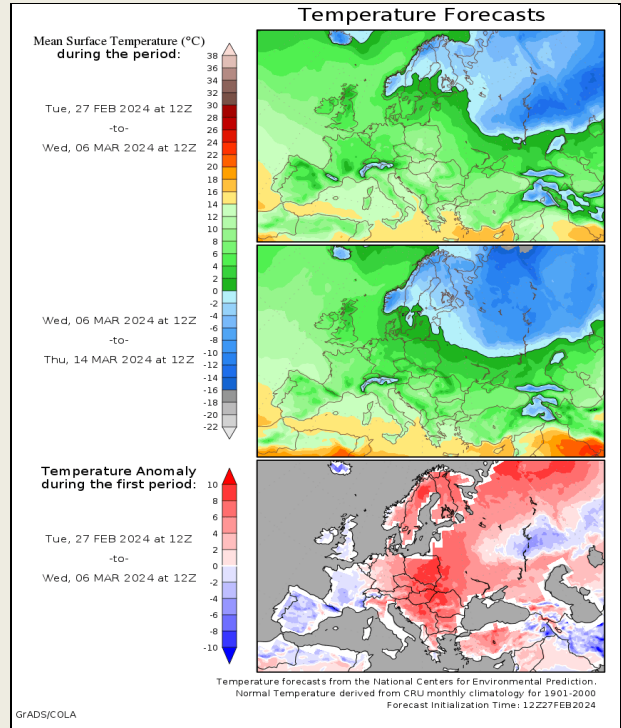 Temperature Forecasts
Mean Surface Temperature (°C)
during the period:
Tue, 27 FEB 2024 at 12Z
-to-
Wed, 06 MAR 2024 at 12Z
38
36
34
32
30
28
26
24
22
20
18
16
14
12
10
8
6
4
2
0
-2
-4
-6
-8
-10
-12
-14
-16
-18
-20
-22
Wed, 06 MAR 2024 at 12Z
-to-
Thu, 14 MAR 2024 at 12Z
Temperature Anomaly
during the first period:
Tue, 27 FEB 2024 at 12Z
-to-
Wed, 06 MAR 2024 at 12Z
10
8
6
4
2
0
-2
-4
-6
-8
-10
Temperature forecasts from the National Centers for Environmental Prediction.
Normal Temperature derived from CRU monthly climatology for 1901-2000
Forecast Initialization Time: 12Z27FEB2024
GrADS/COLA